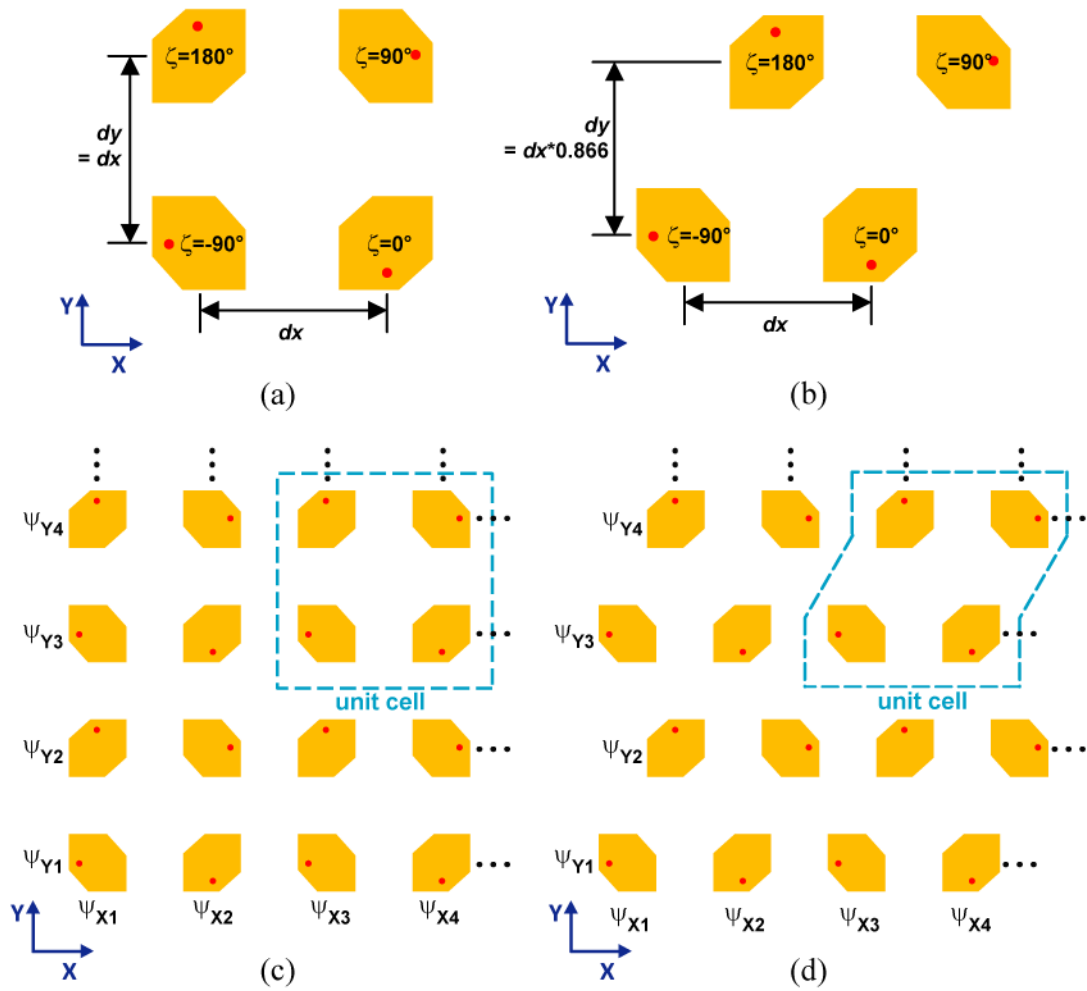 ζ=180° ζ=90°
dy
= dx
ζ=-90° ζ=0°
dx
Y
X
(a)
ζ=180° ζ=90°
dy
= dx*0.866
ζ=-90° ζ=0°
dx
Y
X
(b)
ψY4
ψY3
unit cell
ψY2
ψY1
ψX1 ψX2 ψX3 ψX4
Y
X
(c)
ψY4
ψY3
unit cell
ψY2
ψY1
ψX1 ψX2 ψX3 ψX4
Y
X
(d)